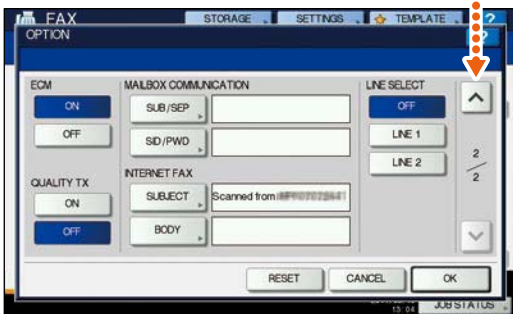 FAX STORAGE SETTINGS TEMPLATE ?
OPTION
ECM MAILBOX COMMUNICATION LINE SELECT
ON SUB/SEP OFF
OFF SID/PWD LINE 1
LINE 2
2
2
INTERNET FAX
QUALITY TX
ON SUBJECT Scanned from
OFF BODY
RESET CANCEL OK
13:04 JOB STATUS